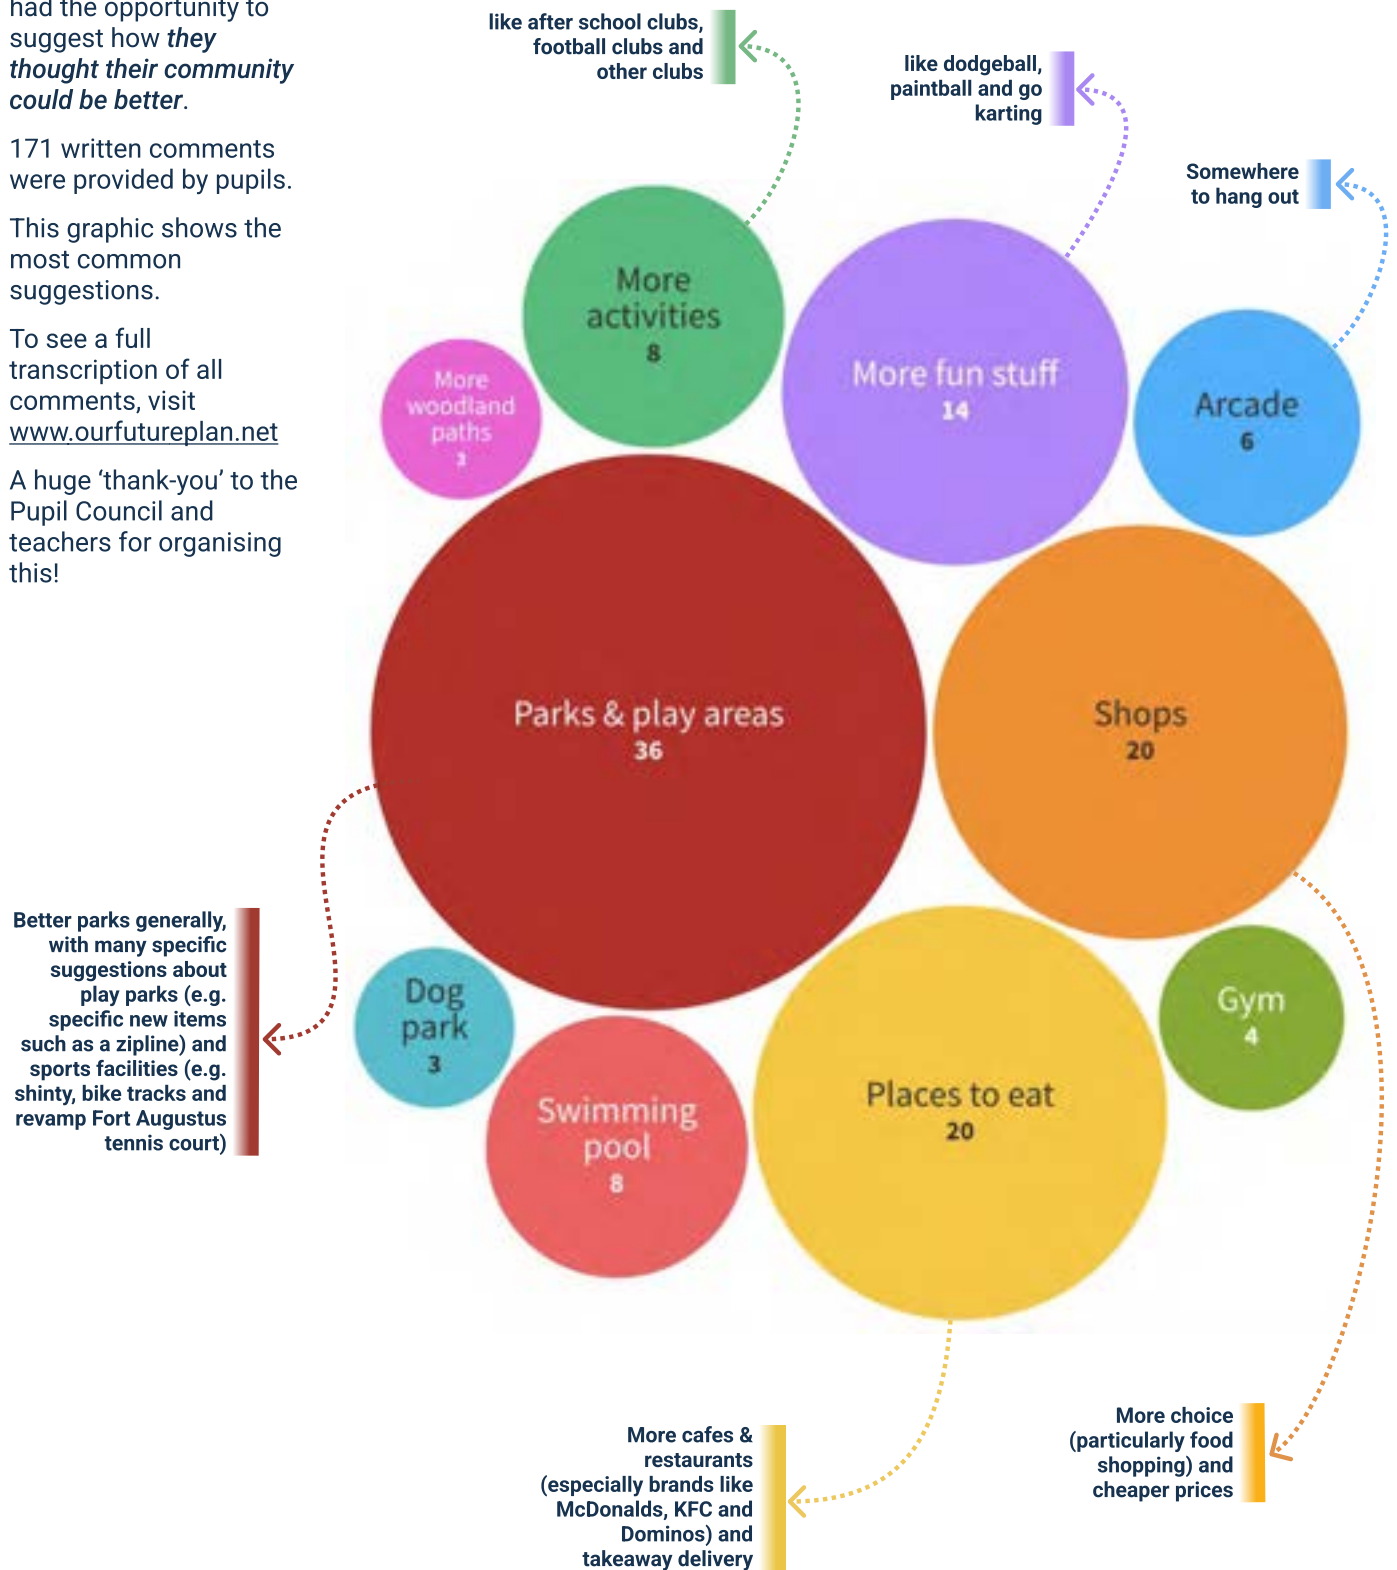 had the opportunity to
suggest how they
thought their community
could be better.
171 written comments
were provided by pupils.
This graphic shows the
most common
suggestions.
To see a full
transcription of all
comments, visit
www.ourfutureplan.net
A huge ‘thank-you’ to the
Pupil Council and
teachers for organising
this!
like after school clubs,
football clubs and
other clubs
like dodgeball,
paintball and go
karting
Somewhere
to hang out
More
activities
8
More fun stuff
14
Arcade
6
More
woodland
paths
3
Parks & play areas
36
Shops
20
Better parks generally,
with many specific
suggestions about
play parks (e.g.
specific new items
such as a zipline) and
sports facilities (e.g.
shinty, bike tracks and
revamp Fort Augustus
tennis court)
Dog
park
3
Swimming
pool
8
Places to eat
20
Gym
4
More cafes &
restaurants
(especially brands like
McDonalds, KFC and
Dominos) and
takeaway delivery
More choice
(particularly food
shopping) and
cheaper prices